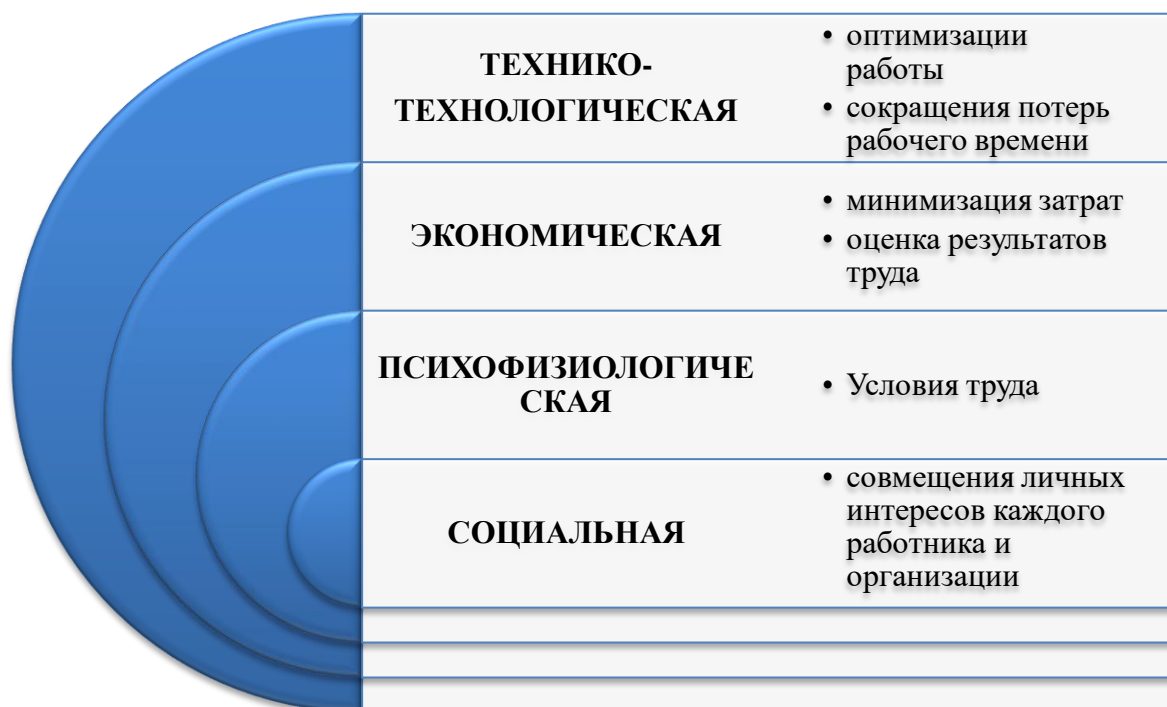 ТЕХНИКО-
ТЕХНОЛОГИЧЕСКАЯ
• оптимизации
работы
• сокращения потерь
рабочего времени
ЭКОНОМИЧЕСКАЯ
• минимизация затрат
• оценка результатов
труда
ПСИХОФИЗИОЛОГИЧЕ
СКАЯ
• Условия труда
СОЦИАЛЬНАЯ
• совмещения личных
интересов каждого
работника и
организации